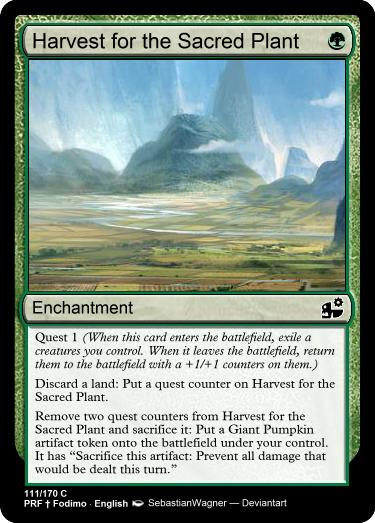 Harvest for the Sacred Plant
Enchantment
Quest 1 (When this card enters the battlefield, exile a
creatures you control. When it leaves the battlefield, return
them to the battlefield with a +1/+1 counters on them.)
Discard a land: Put a quest counter on Harvest for the
Sacred Plant.
Remove two quest counters from Harvest for the
Sacred Plant and sacrifice it: Put a Giant Pumpkin
artifact token onto the battlefield under your control.
It has “Sacrifice this artifact: Prevent all damage that
would be dealt this turn.”
111/170 C
PRF † Fodimo · English SebastianWagner — Deviantart